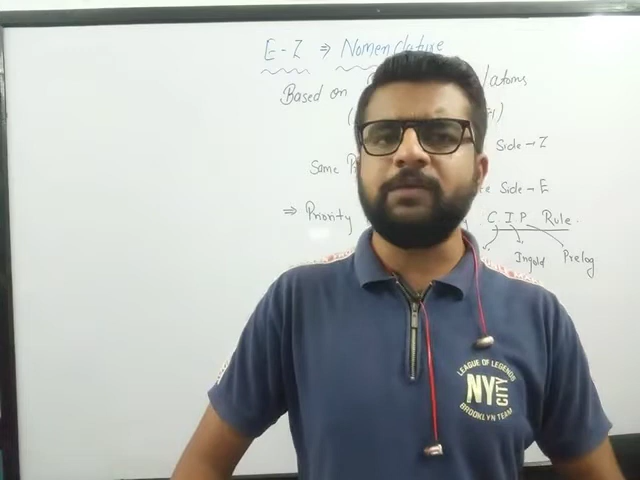 E-Z ⇒ Nomenclature
Based on /atoms
)
Same Side → Z
Side → E
⇒ Priority C.I.P. Rule.
Ingold Prelog
LEAGUE OF LEGENDS
NY CITY
BROOKLYN TEAM